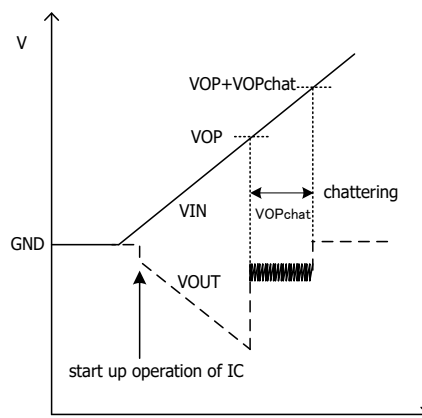 V
VOP+VOPchat
VOP
chattering
VOPchat
VIN
GND
VOUT
start up operation of IC